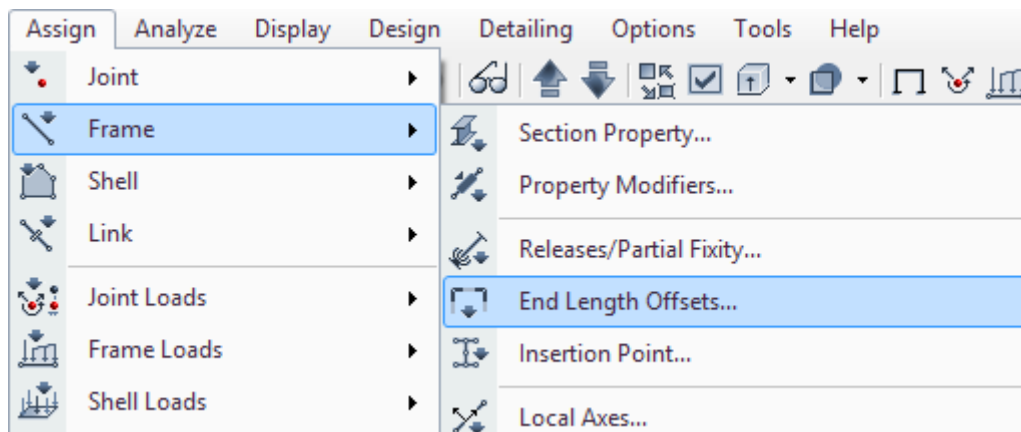 Assign Analyze Display Design Detailing Options Tools Help
Joint
Frame
Shell
Link
Joint Loads
Frame Loads
Shell Loads
Section Property...
Property Modifiers...
Releases/Partial Fixity...
End Length Offsets...
Insertion Point...
Local Axes...